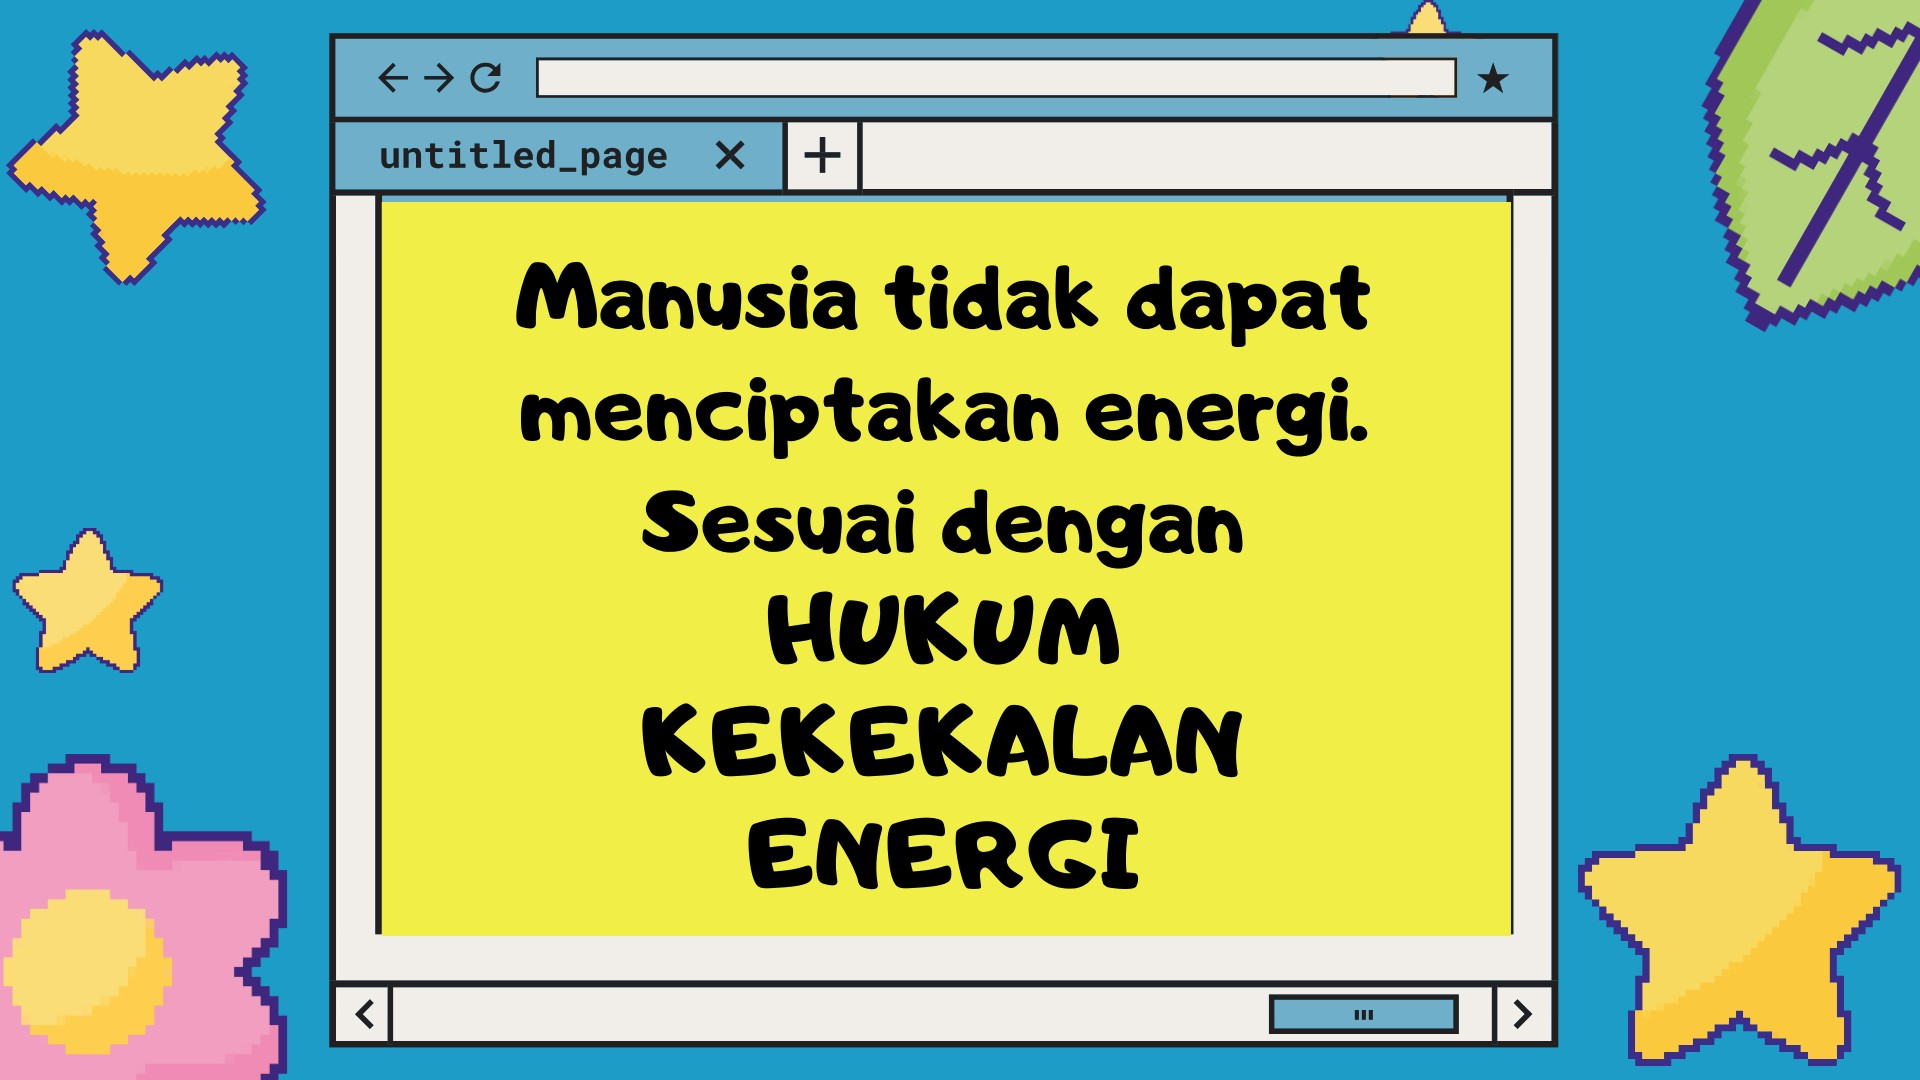 untitled_page
Manusia tidak dapat
menciptakan energi.
Sesuai dengan
HUKUM
KEKEKALAN
ENERGI